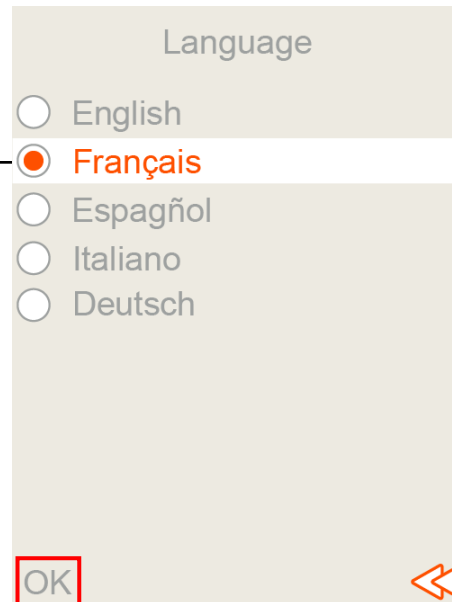 Language
English
Français
Espagñol
Italiano
Deutsch
OK